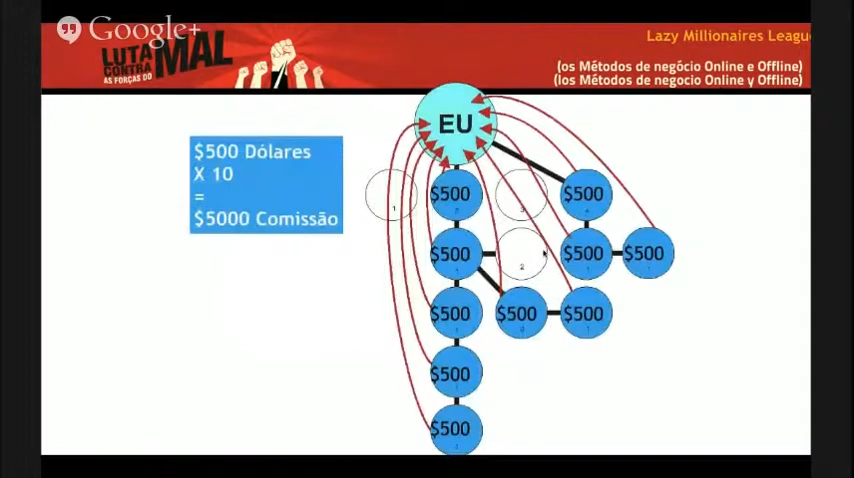 Google+
Lazy Millionaires Leagu
LUTA
CONTRA
AS FORÇAS DO
MAL
(os Métodos de negócio Online e Offline)
(los Métodos de negócio Online y Offline)
EU
$500 Dólares
X 10
=
$5000 Comissão
1
$500
3
$500
$500
2
$500
$500
$500
$500
$500
$500
$500